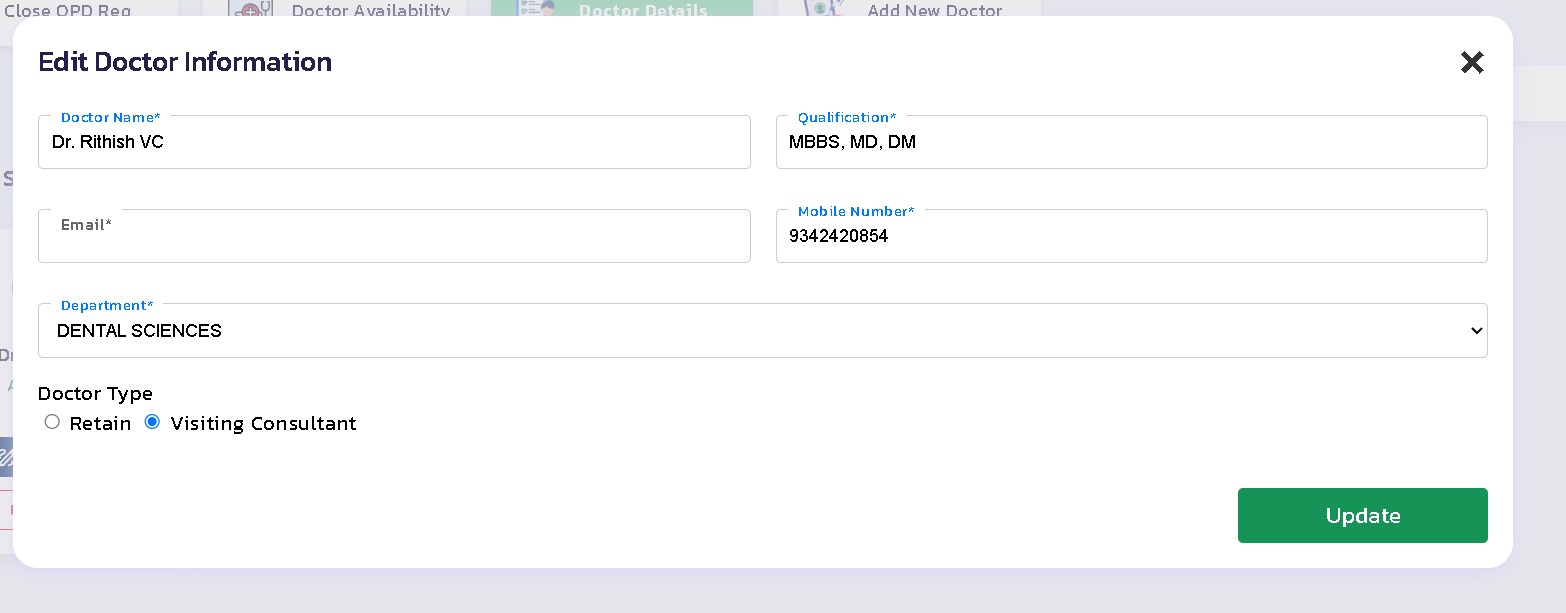 Close OPD Reg Doctor Availability Doctor Details Add New Doctor
Edit Doctor Information
Doctor Name* Qualification*
Dr. Rithish VC MBBS, MD, DM
Email* Mobile Number*
9342420854
Department*
DENTAL SCIENCES
Doctor Type
Retain Visiting Consultant
Update